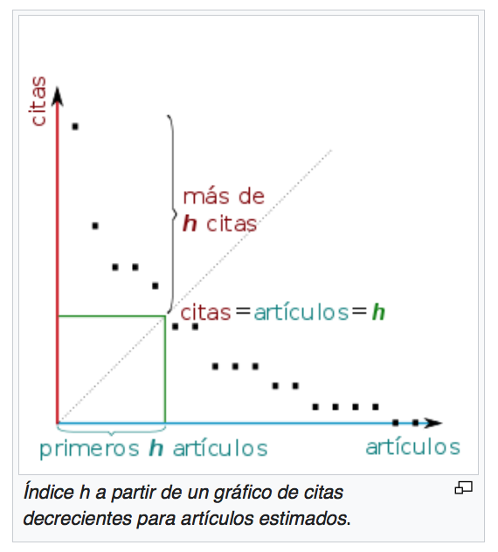 citas
más de
h citas
citas=artículos=h
primeros h artículos
artículos
Índice h a partir de un gráfico de citas
decrecientes para artículos estimados.